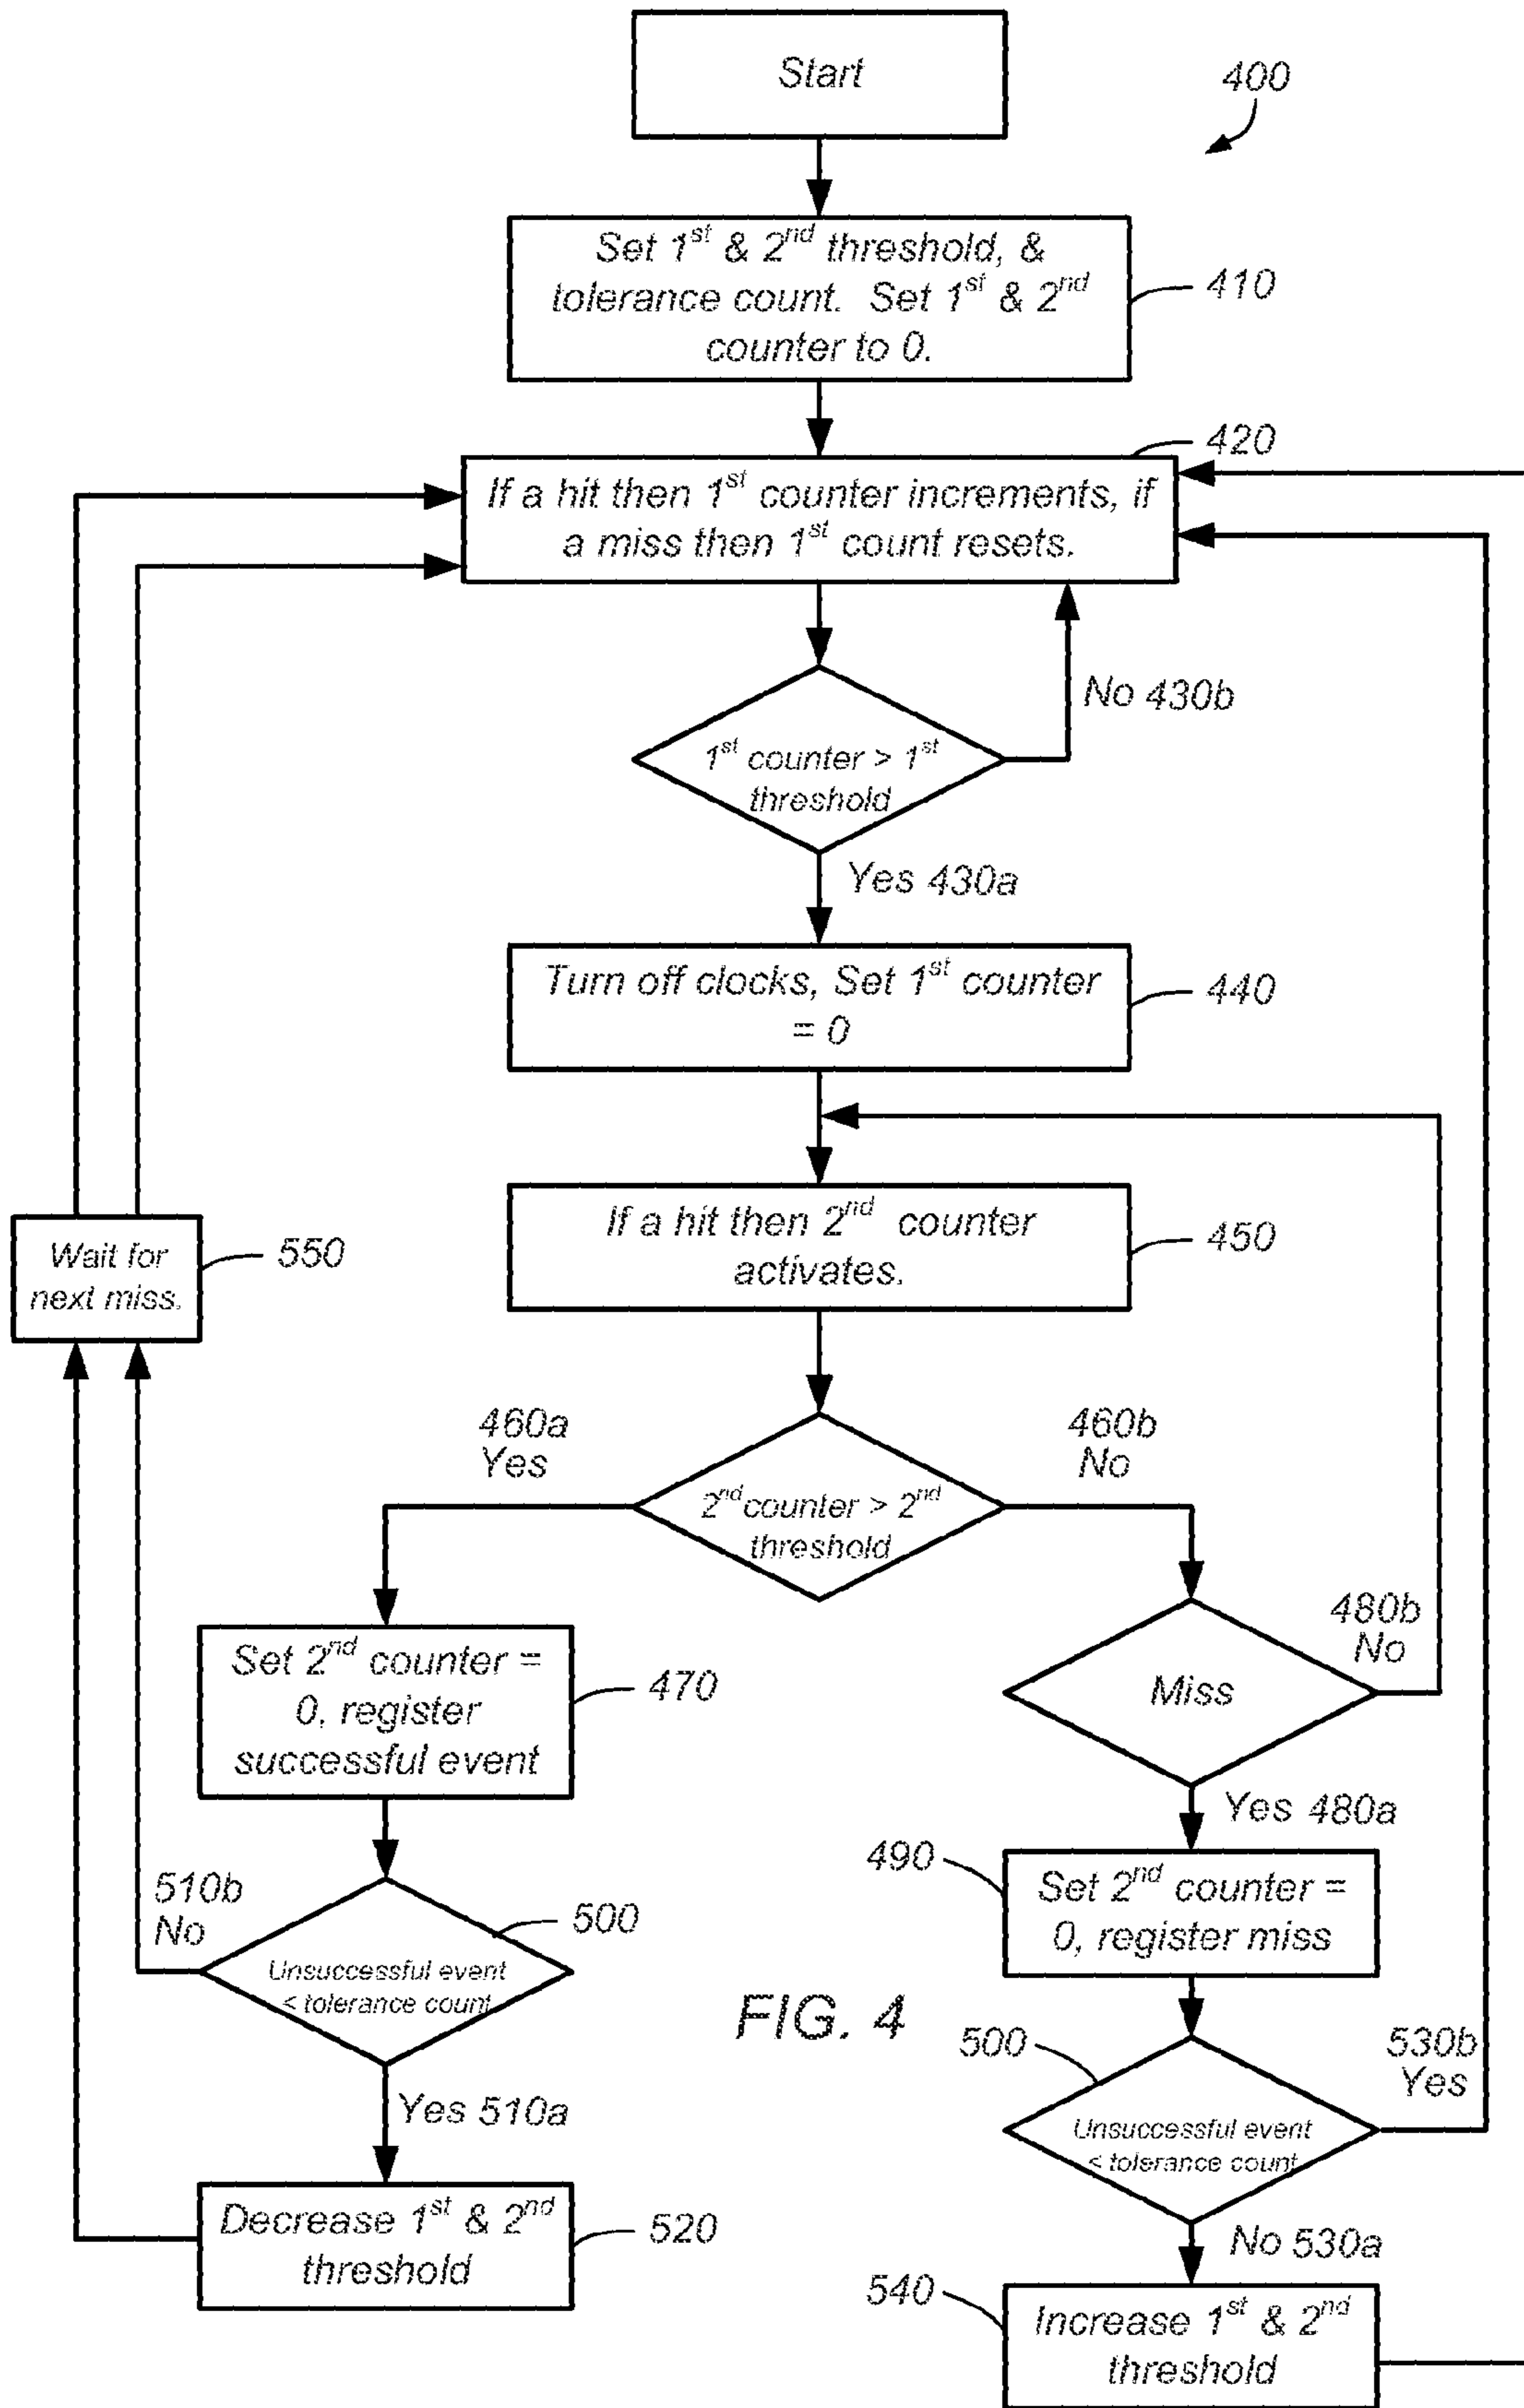 Start
400
Set 1st & 2nd threshold, &
tolerance count. Set 1st & 2nd
counter to 0.
410
420
If a hit then 1st counter increments, if
a miss then 1st count resets.
No 430b
1st counter > 1st
threshold
Yes 430a
Turn off clocks, Set 1st counter
= 0
440
If a hit then 2nd counter
activates.
450
Wait for
next miss.
550
460a
Yes
460b
No
2nd counter > 2nd
threshold
480b
No
Set 2nd counter =
0, register
successful event
470
Miss
Yes 480a
490
Set 2nd counter =
0, register miss
510b
No
500
Unsuccessful event
< tolerance count
FIG. 4
500
530b
Yes
Unsuccessful event
< tolerance count
Yes 510a
Decrease 1st & 2nd
threshold
520
No 530a
540
Increase 1st & 2nd
threshold